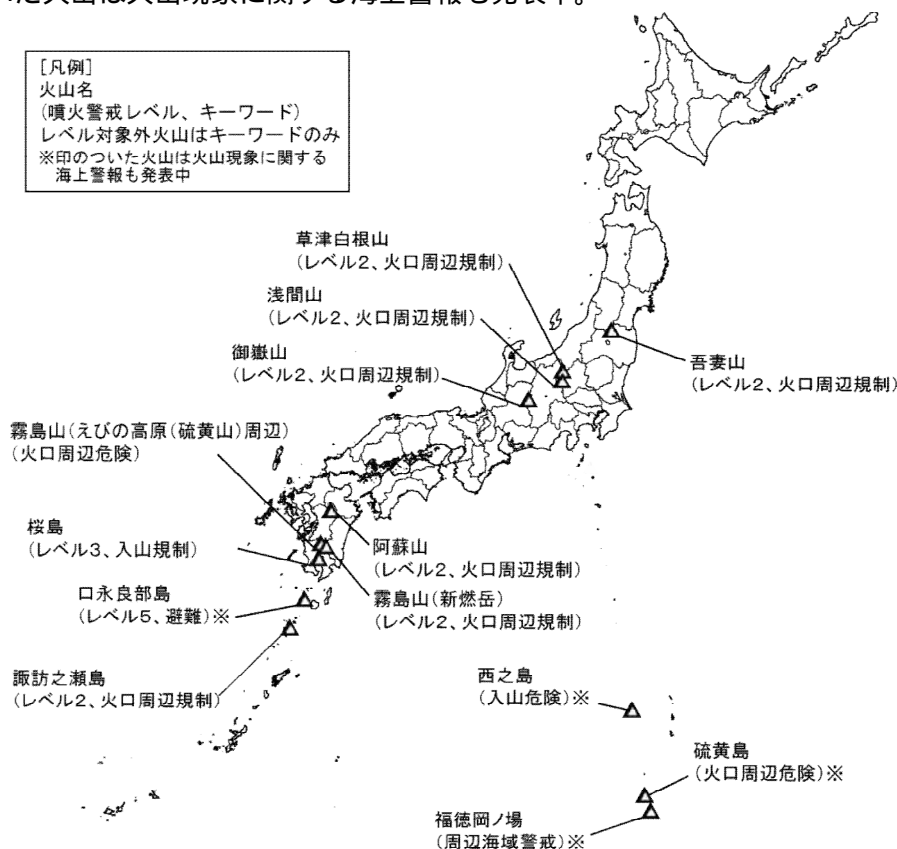 た火山は火山現象に関する海上警報も発表中。
[凡例]
火山名
(噴火警戒レベル、キーワード)
レベル対象外火山はキーワードのみ
※印のついた火山は火山現象に関する
海上警報も発表中
草津白根山
(レベル2、火口周辺規制)
浅間山
(レベル2、火口周辺規制)
御嶽山
(レベル2、火口周辺規制)
吾妻山
(レベル2、火口周辺規制)
霧島山(えびの高原(硫黄山)周辺)
(火口周辺危険)
桜島
(レベル3、入山規制)
阿蘇山
(レベル2、火口周辺規制)
口永良部島
(レベル5、避難)※
霧島山(新燃岳)
(レベル2、火口周辺規制)
諏訪之瀬島
(レベル2、火口周辺規制)
西之島
(入山危険)※
硫黄島
(火口周辺危険)※
福徳岡ノ場
(周辺海域警戒)※